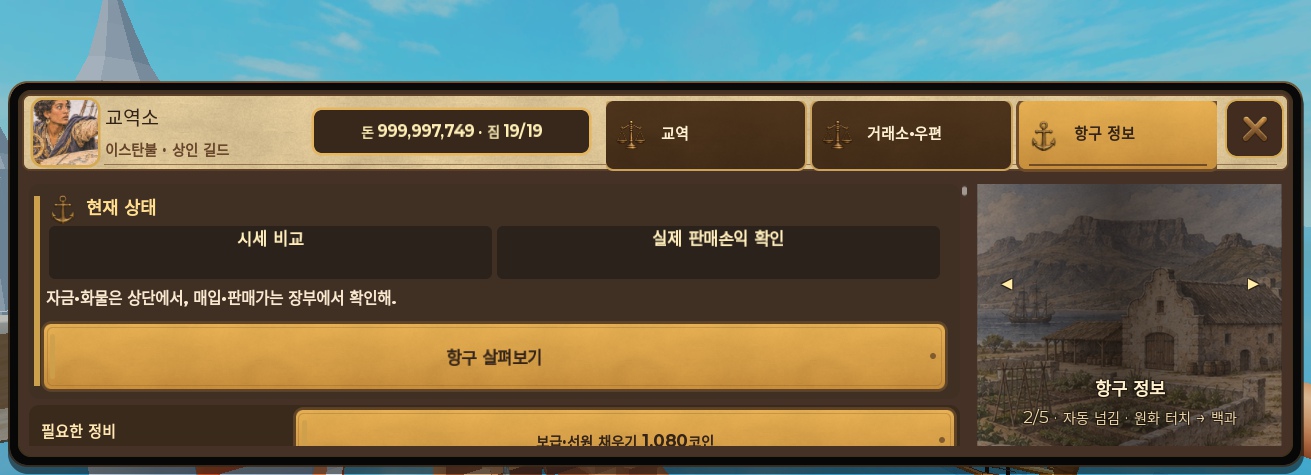 교역소
이스탄불 · 상인 길드
돈 999,997,749 · 짐 19/19
교역
거래소•우편
항구 정보
현재 상태
시세 비교
실제 판매손익 확인
자금•화물은 상단에서, 매입•판매가는 장부에서 확인해.
항구 살펴보기
필요한 정비
보급•선원 채우기 1,080코인
항구 정보
2/5 · 자동 넘김 · 원화 터치 → 백과